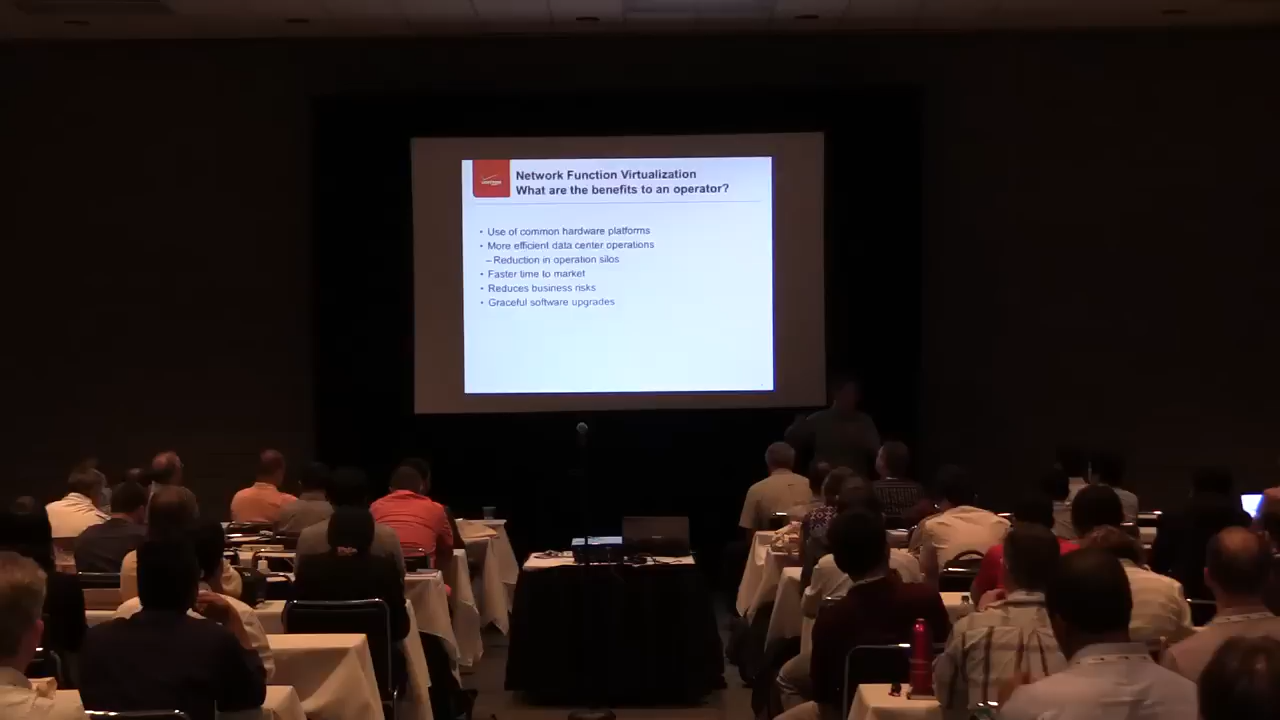 Network Function Virtualization
What are the benefits to an operator?
• Use of common hardware platforms
• More efficient data center operations
– Reduction in operation silos
• Faster time to market
• Reduces business risks
• Graceful software upgrades